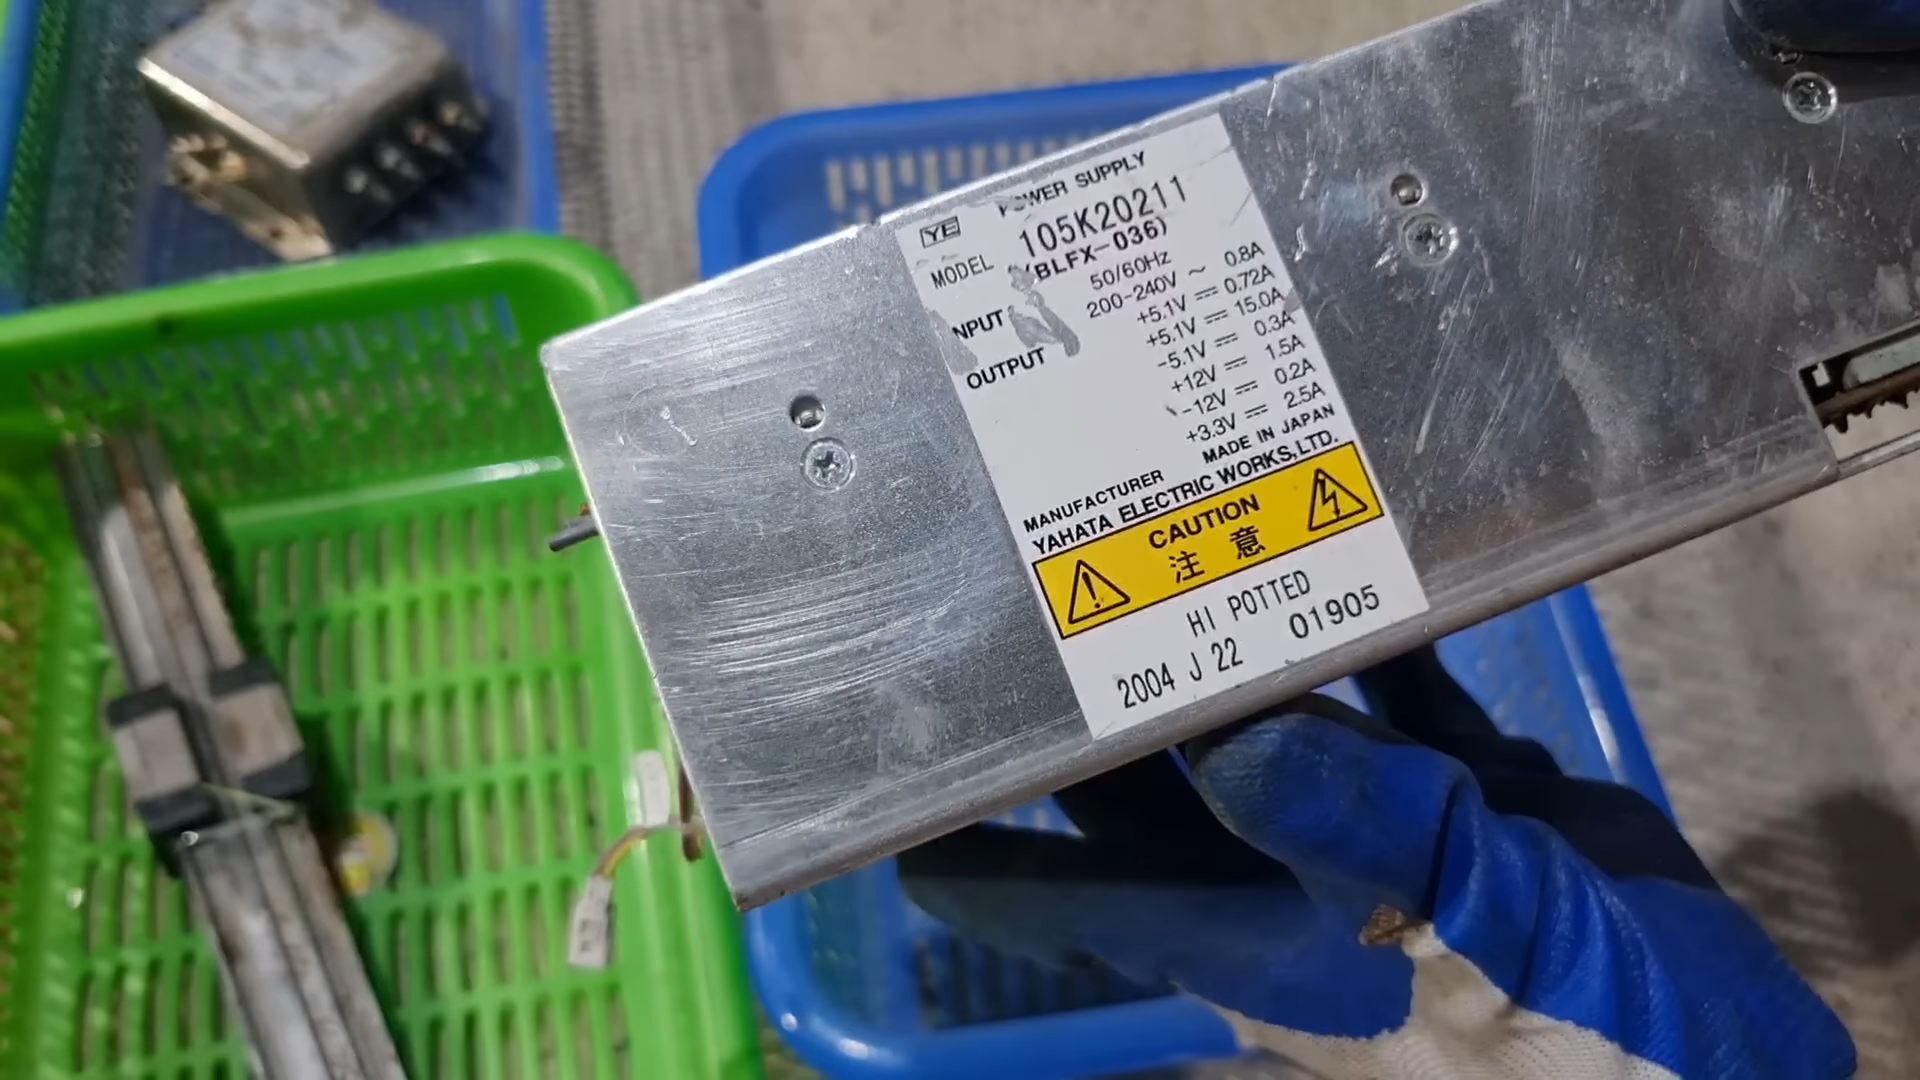 YE POWER SUPPLY
MODEL 105K20211
(BLFX-036)
INPUT 50/60Hz
200-240V ~ 0.8A
OUTPUT +5.1V ⎓ 0.72A
+5.1V ⎓ 15.0A
-5.1V ⎓ 0.3A
+12V ⎓ 1.5A
-12V ⎓ 0.2A
+3.3V ⎓ 2.5A
MANUFACTURER MADE IN JAPAN
YAHATA ELECTRIC WORKS,LTD.
CAUTION
注 意
HI POTTED
2004 J 22 01905